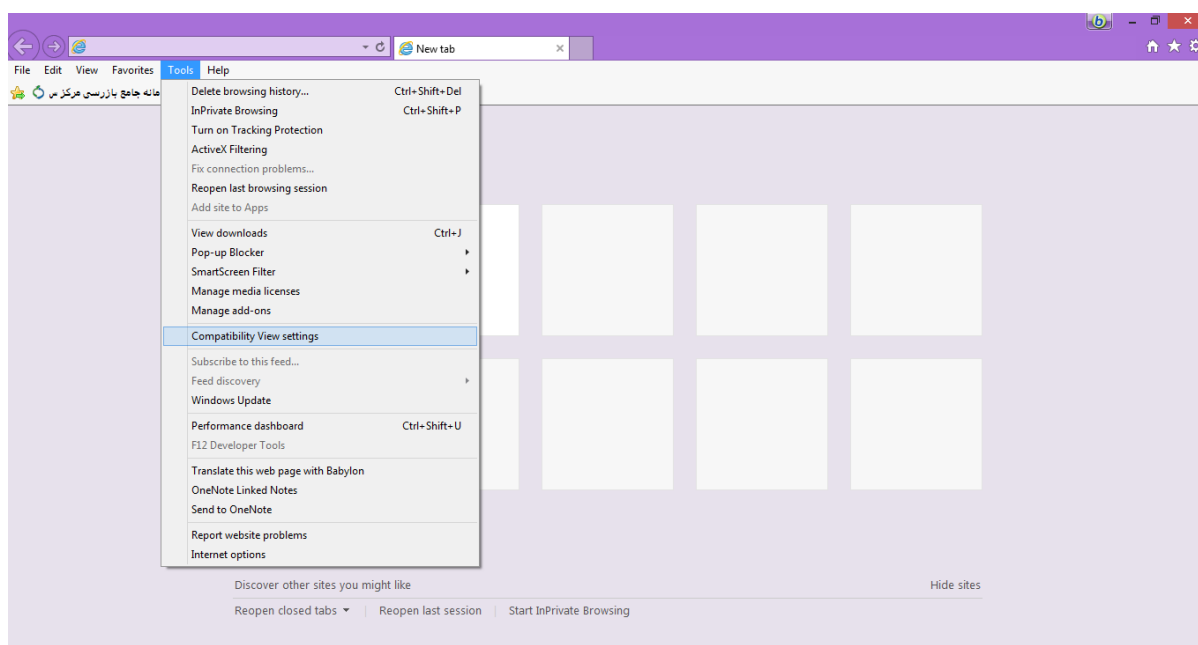 New tab
File Edit View Favorites Tools Help
مانه جامع بازرسی مرکز س
Delete browsing history... Ctrl+Shift+Del
InPrivate Browsing Ctrl+Shift+P
Turn on Tracking Protection
ActiveX Filtering
Fix connection problems...
Reopen last browsing session
Add site to Apps
View downloads Ctrl+J
Pop-up Blocker
SmartScreen Filter
Manage media licenses
Manage add-ons
Compatibility View settings
Subscribe to this feed...
Feed discovery
Windows Update
Performance dashboard Ctrl+Shift+U
F12 Developer Tools
Translate this web page with Babylon
OneNote Linked Notes
Send to OneNote
Report website problems
Internet options
Discover other sites you might like Hide sites
Reopen closed tabs Reopen last session Start InPrivate Browsing